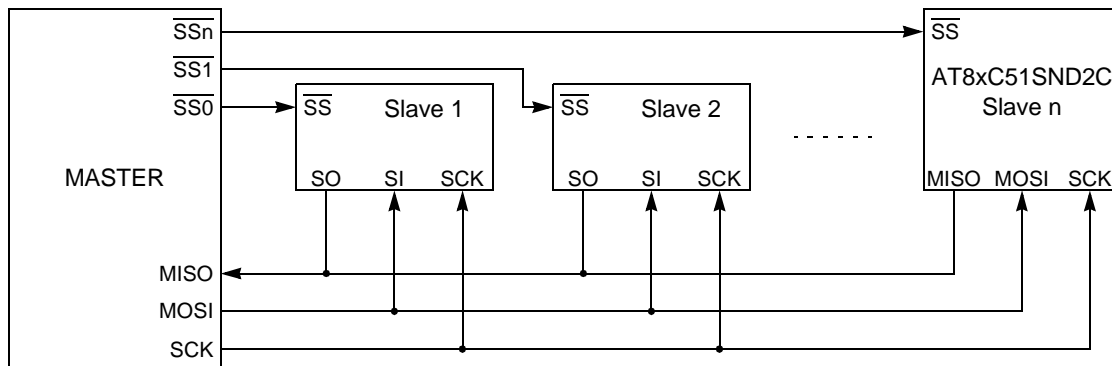 SSn
SS
SS1
AT8xC51SND2C
SS0
SS
Slave 1
SS
Slave 2
Slave n
MASTER
SO
SI
SCK
SO
SI
SCK
MISO
MOSI
SCK
MISO
MOSI
SCK